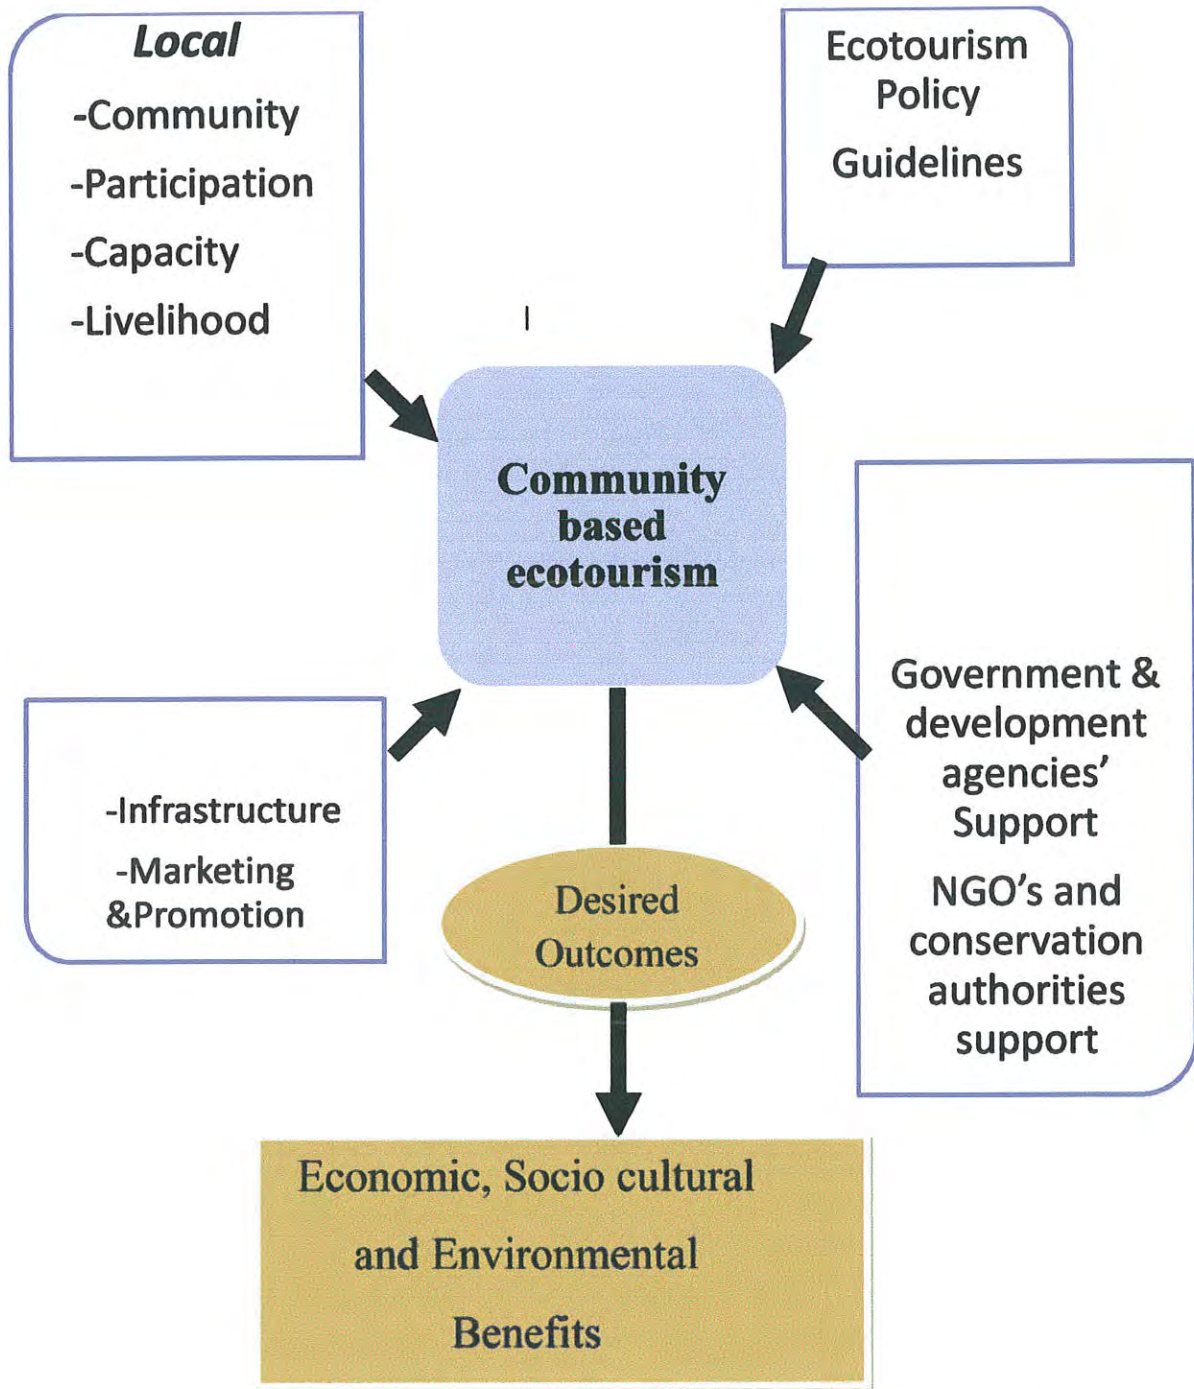 Local
-Community
-Participation
-Capacity
-Livelihood
Ecotourism
Policy
Guidelines
Community
based
ecotourism
-Infrastructure
-Marketing
&Promotion
Government &
development
agencies’
Support
NGO’s and
conservation
authorities
support
Desired
Outcomes
Economic, Socio cultural
and Environmental
Benefits